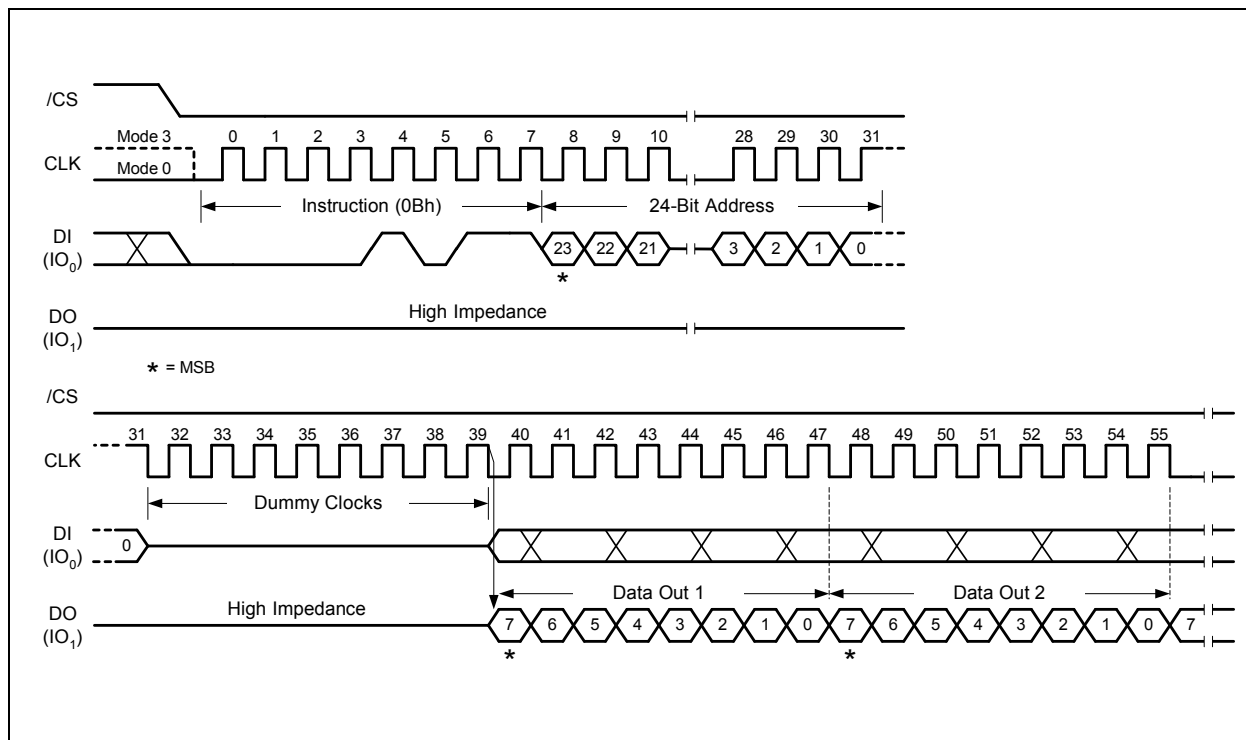 /CS
Mode 3 0 1 2 3 4 5 6 7 8 9 10 28 29 30 31
CLK Mode 0
Instruction (0Bh) 24-Bit Address
DI
(IO0) 23 22 21 3 2 1 0
*
DO High Impedance
(IO1)
* = MSB
/CS
31 32 33 34 35 36 37 38 39 40 41 42 43 44 45 46 47 48 49 50 51 52 53 54 55
CLK
Dummy Clocks
DI
(IO0) 0
Data Out 1 Data Out 2
DO High Impedance
(IO1) 7 6 5 4 3 2 1 0 7 6 5 4 3 2 1 0 7
* *